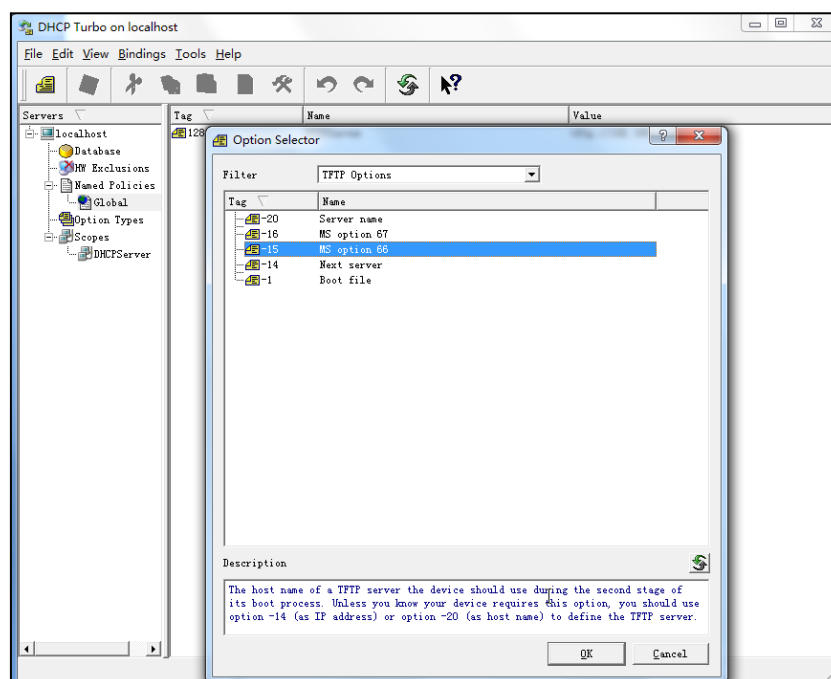 DHCP Turbo on localhost
File Edit View Bindings Tools Help
Servers
Tag
Name
Value
localhost
Database
HW Exclusions
Named Policies
Global
Option Types
Scopes
DHCPServer
128
Option Selector
Filter
TFTP Options
Tag
Name
-20 Server name
-16 MS option 67
-15 MS option 66
-14 Next server
-1 Boot file
Description
The host name of a TFTP server the device should use during the second stage of
its boot process. Unless you know your device requires this option, you should use
option -14 (as IP address) or option -20 (as host name) to define the TFTP server.
OK
Cancel